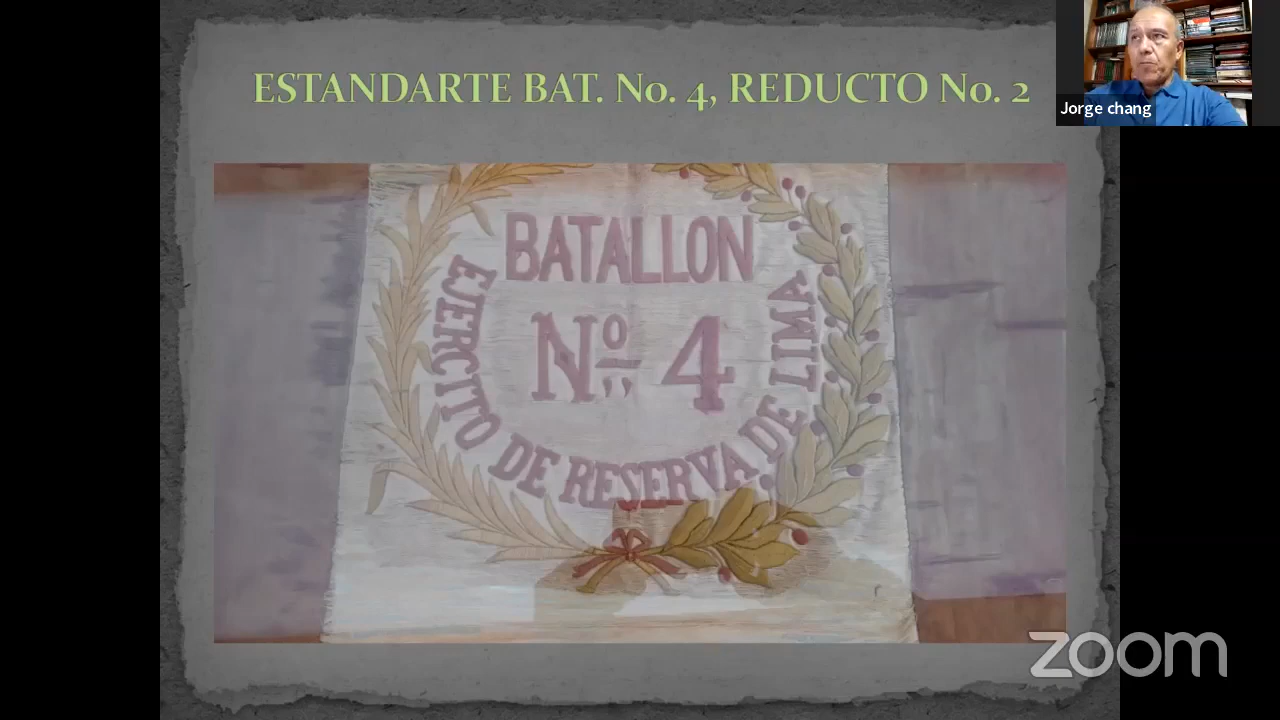 ESTANDARTE BAT. No. 4, REDUCTO No. 2
Jorge chang
BATALLON
No 4
EJERCITO DE RESERVA DE LIMA
zoom